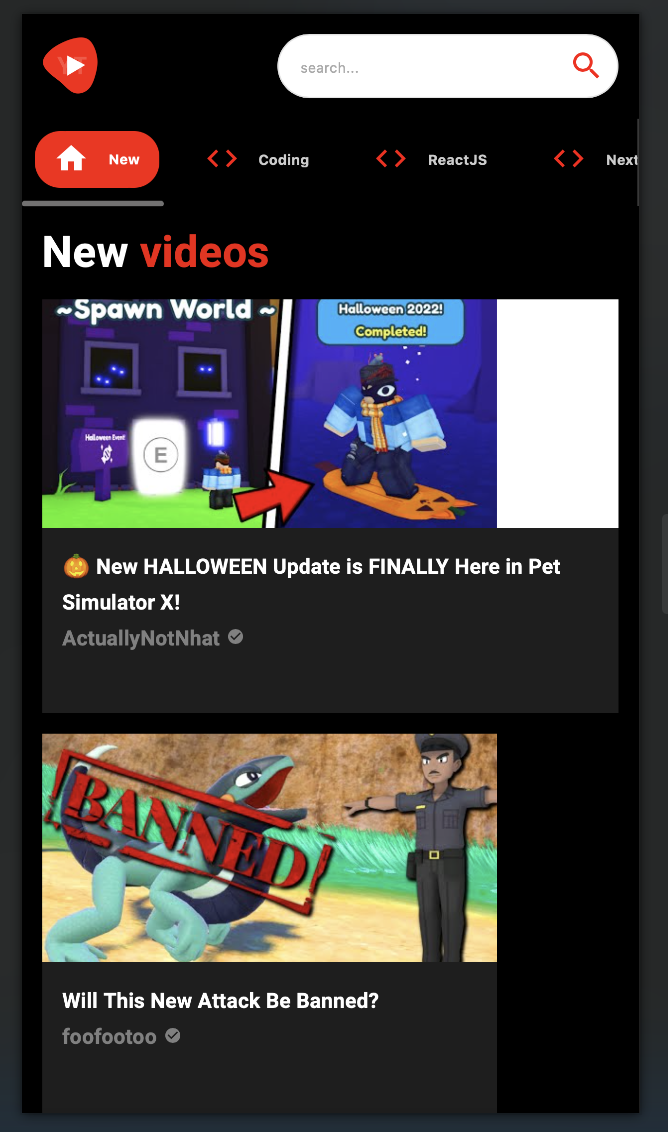 YT
search...
New
Coding
ReactJS
Next
New videos
~Spawn World ~
Halloween 2022!
Completed!
Halloween Event
E
🎃 New HALLOWEEN Update is FINALLY Here in Pet
Simulator X!
ActuallyNotNhat
BANNED!
Will This New Attack Be Banned?
foofootoo